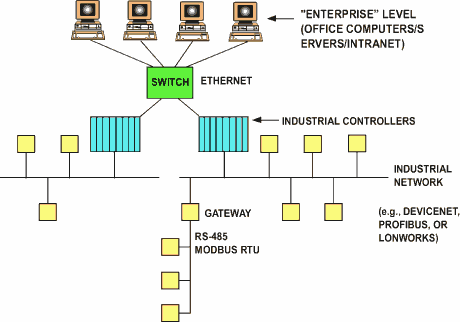 "ENTERPRISE" LEVEL
(OFFICE COMPUTERS/S
ERVERS/INTRANET)
SWITCH
ETHERNET
INDUSTRIAL CONTROLLERS
INDUSTRIAL
NETWORK
GATEWAY
(e.g., DEVICENET,
PROFIBUS, OR
LONWORKS)
RS-485
MODBUS RTU